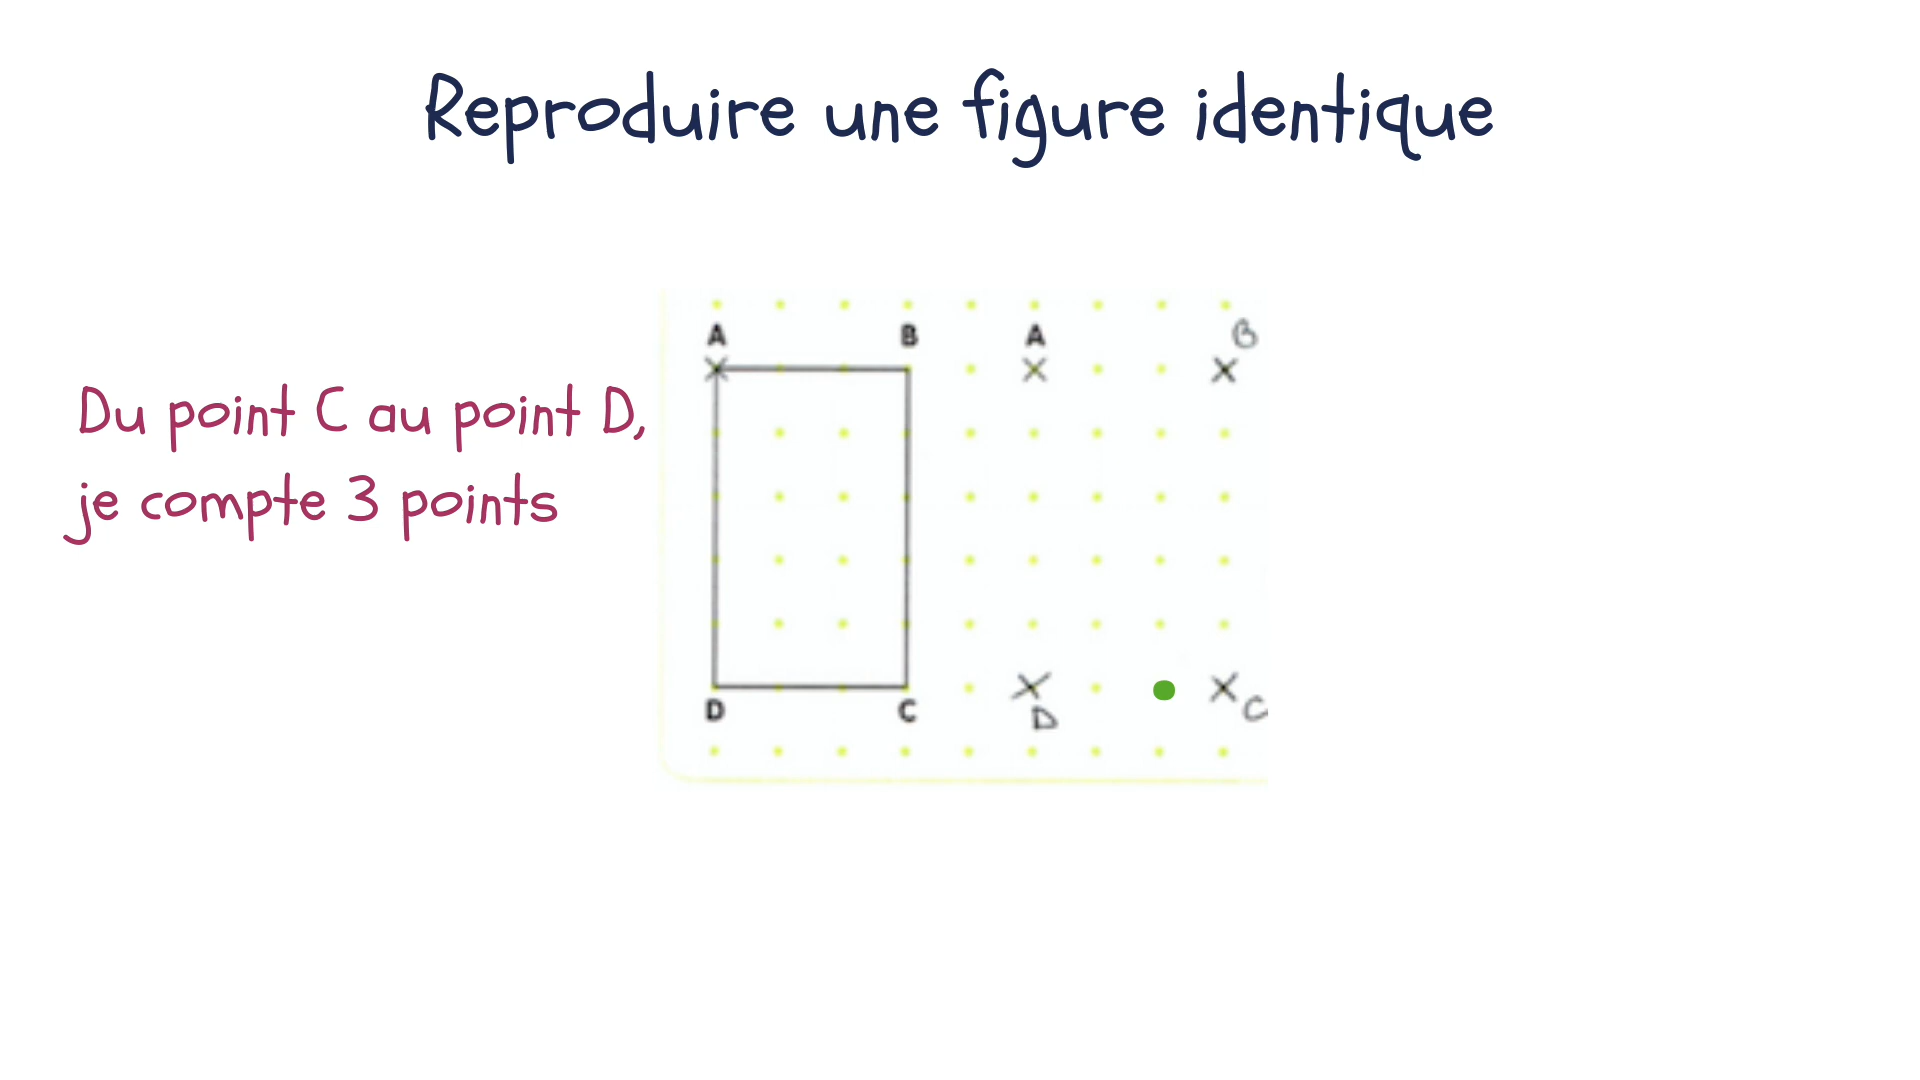 Reproduire une figure identique
Du point C au point D,
je compte 3 points
A B A B
D C D C